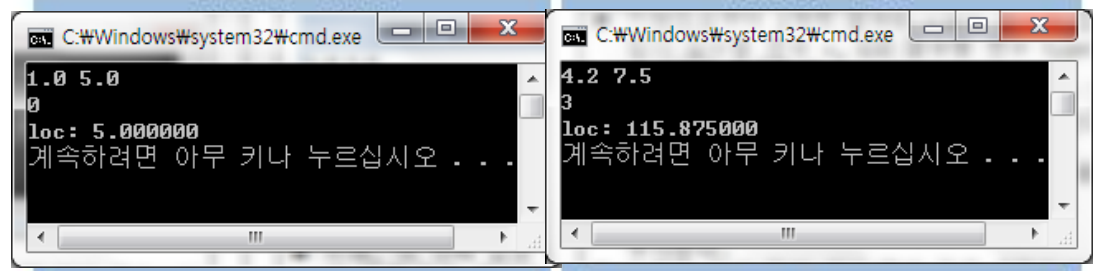 C:₩Windows₩system32₩cmd.exe
1.0 5.0
0
loc: 5.000000
계속하려면 아무 키나 누르십시오 . . .
C:₩Windows₩system32₩cmd.exe
4.2 7.5
3
loc: 115.875000
계속하려면 아무 키나 누르십시오 . . .